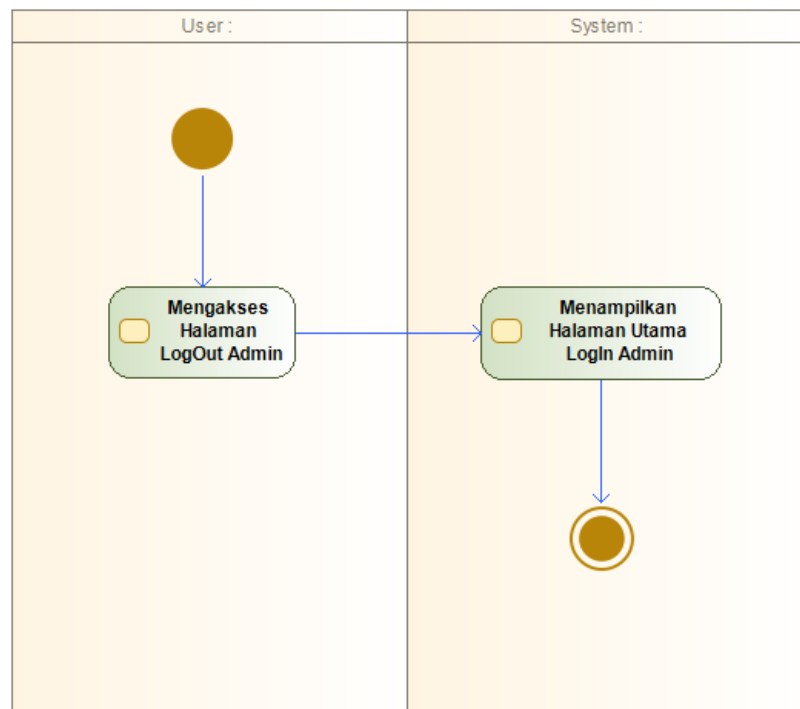 User :
System :
Mengakses
Halaman
LogOut Admin
Menampilkan
Halaman Utama
LogIn Admin